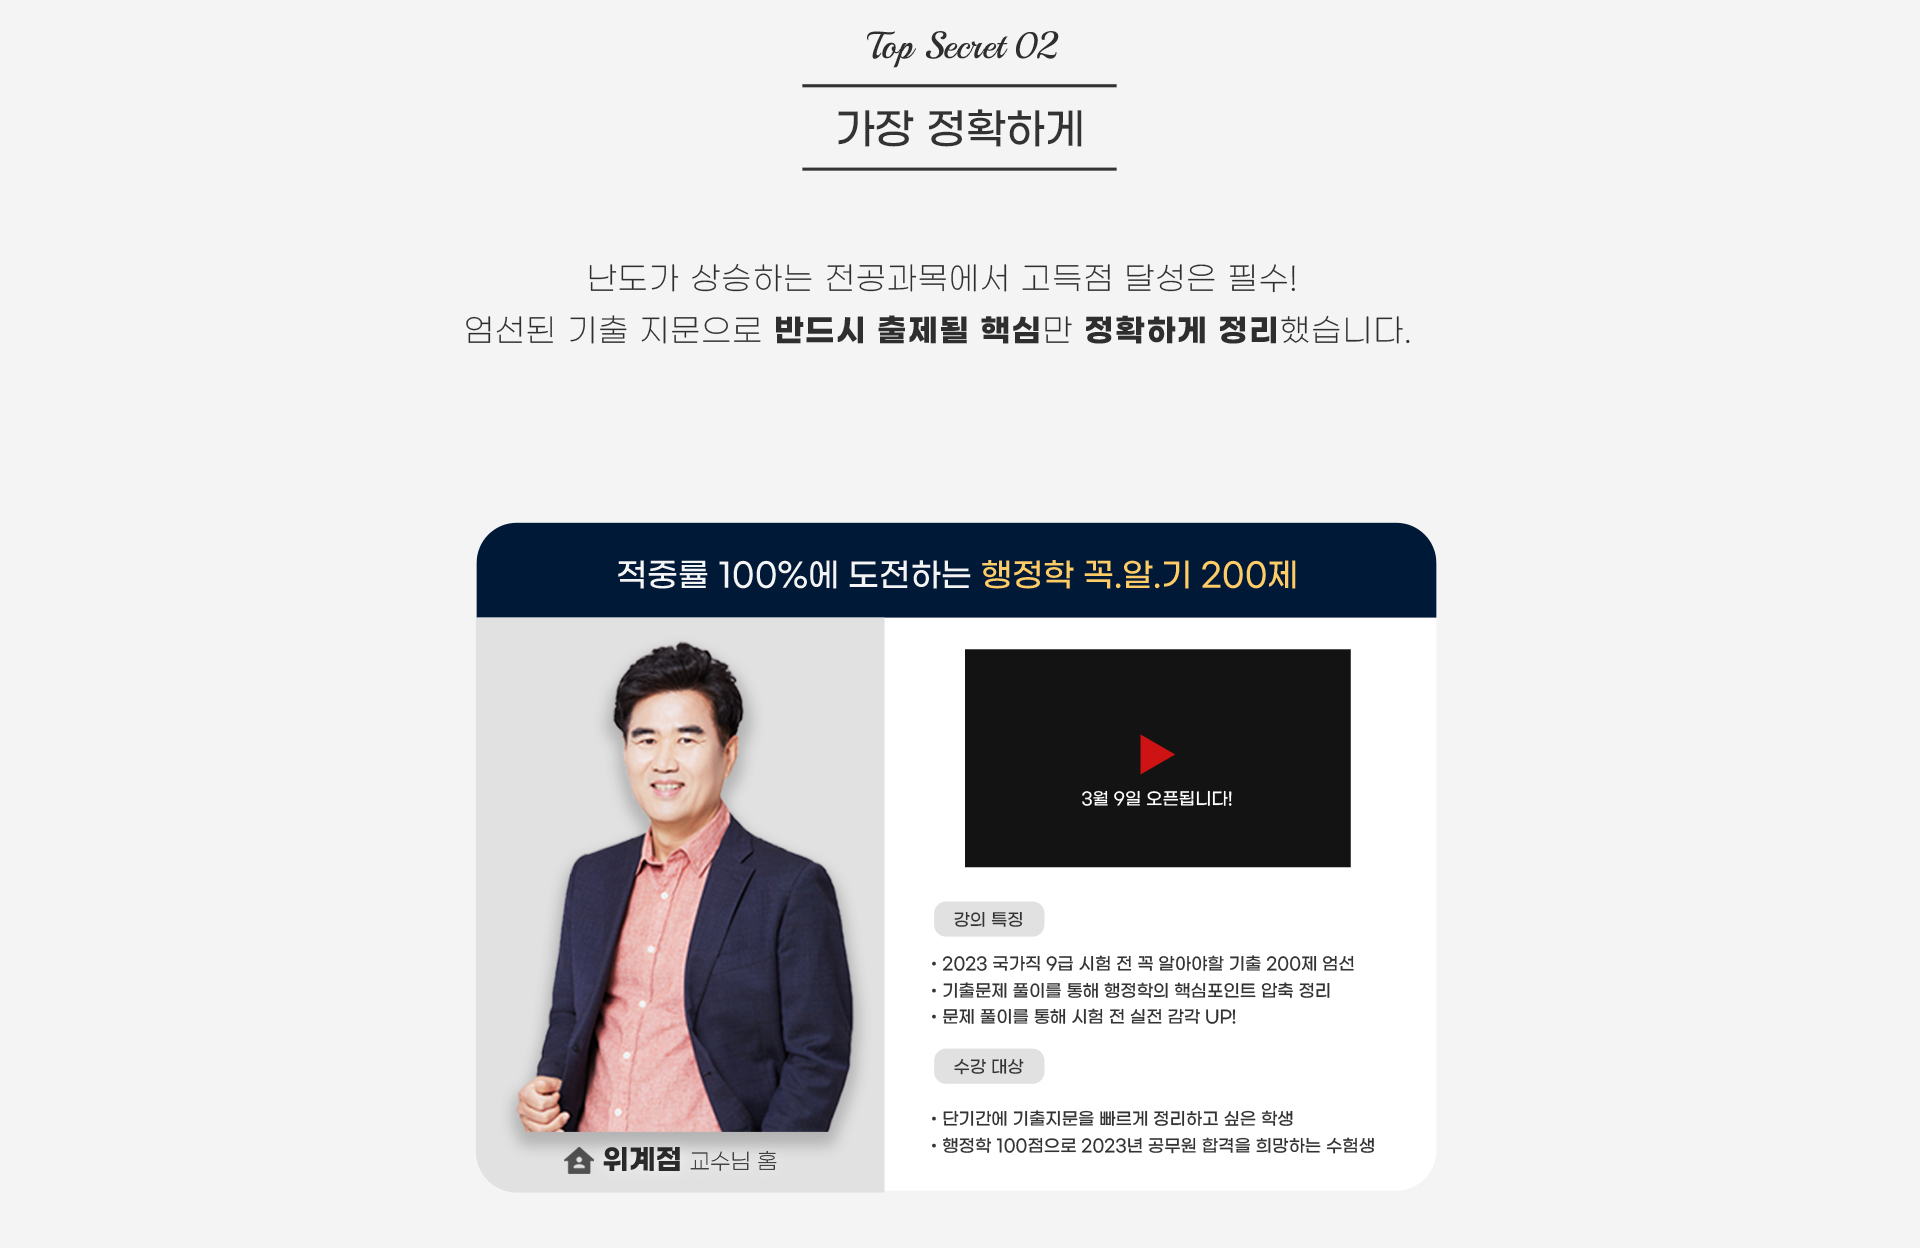 Top Secret 02
가장 정확하게
난도가 상승하는 전공과목에서 고득점 달성은 필수!
엄선된 기출 지문으로 반드시 출제될 핵심만 정확하게 정리했습니다.
적중률 100%에 도전하는 행정학 꼭.알.기 200제
3월 9일 오픈됩니다!
강의 특징
• 2023 국가직 9급 시험 전 꼭 알아야할 기출 200제 엄선
• 기출문제 풀이를 통해 행정학의 핵심포인트 압축 정리
• 문제 풀이를 통해 시험 전 실전 감각 UP!
수강 대상
• 단기간에 기출지문을 빠르게 정리하고 싶은 학생
• 행정학 100점으로 2023년 공무원 합격을 희망하는 수험생
위계점 교수님 홈